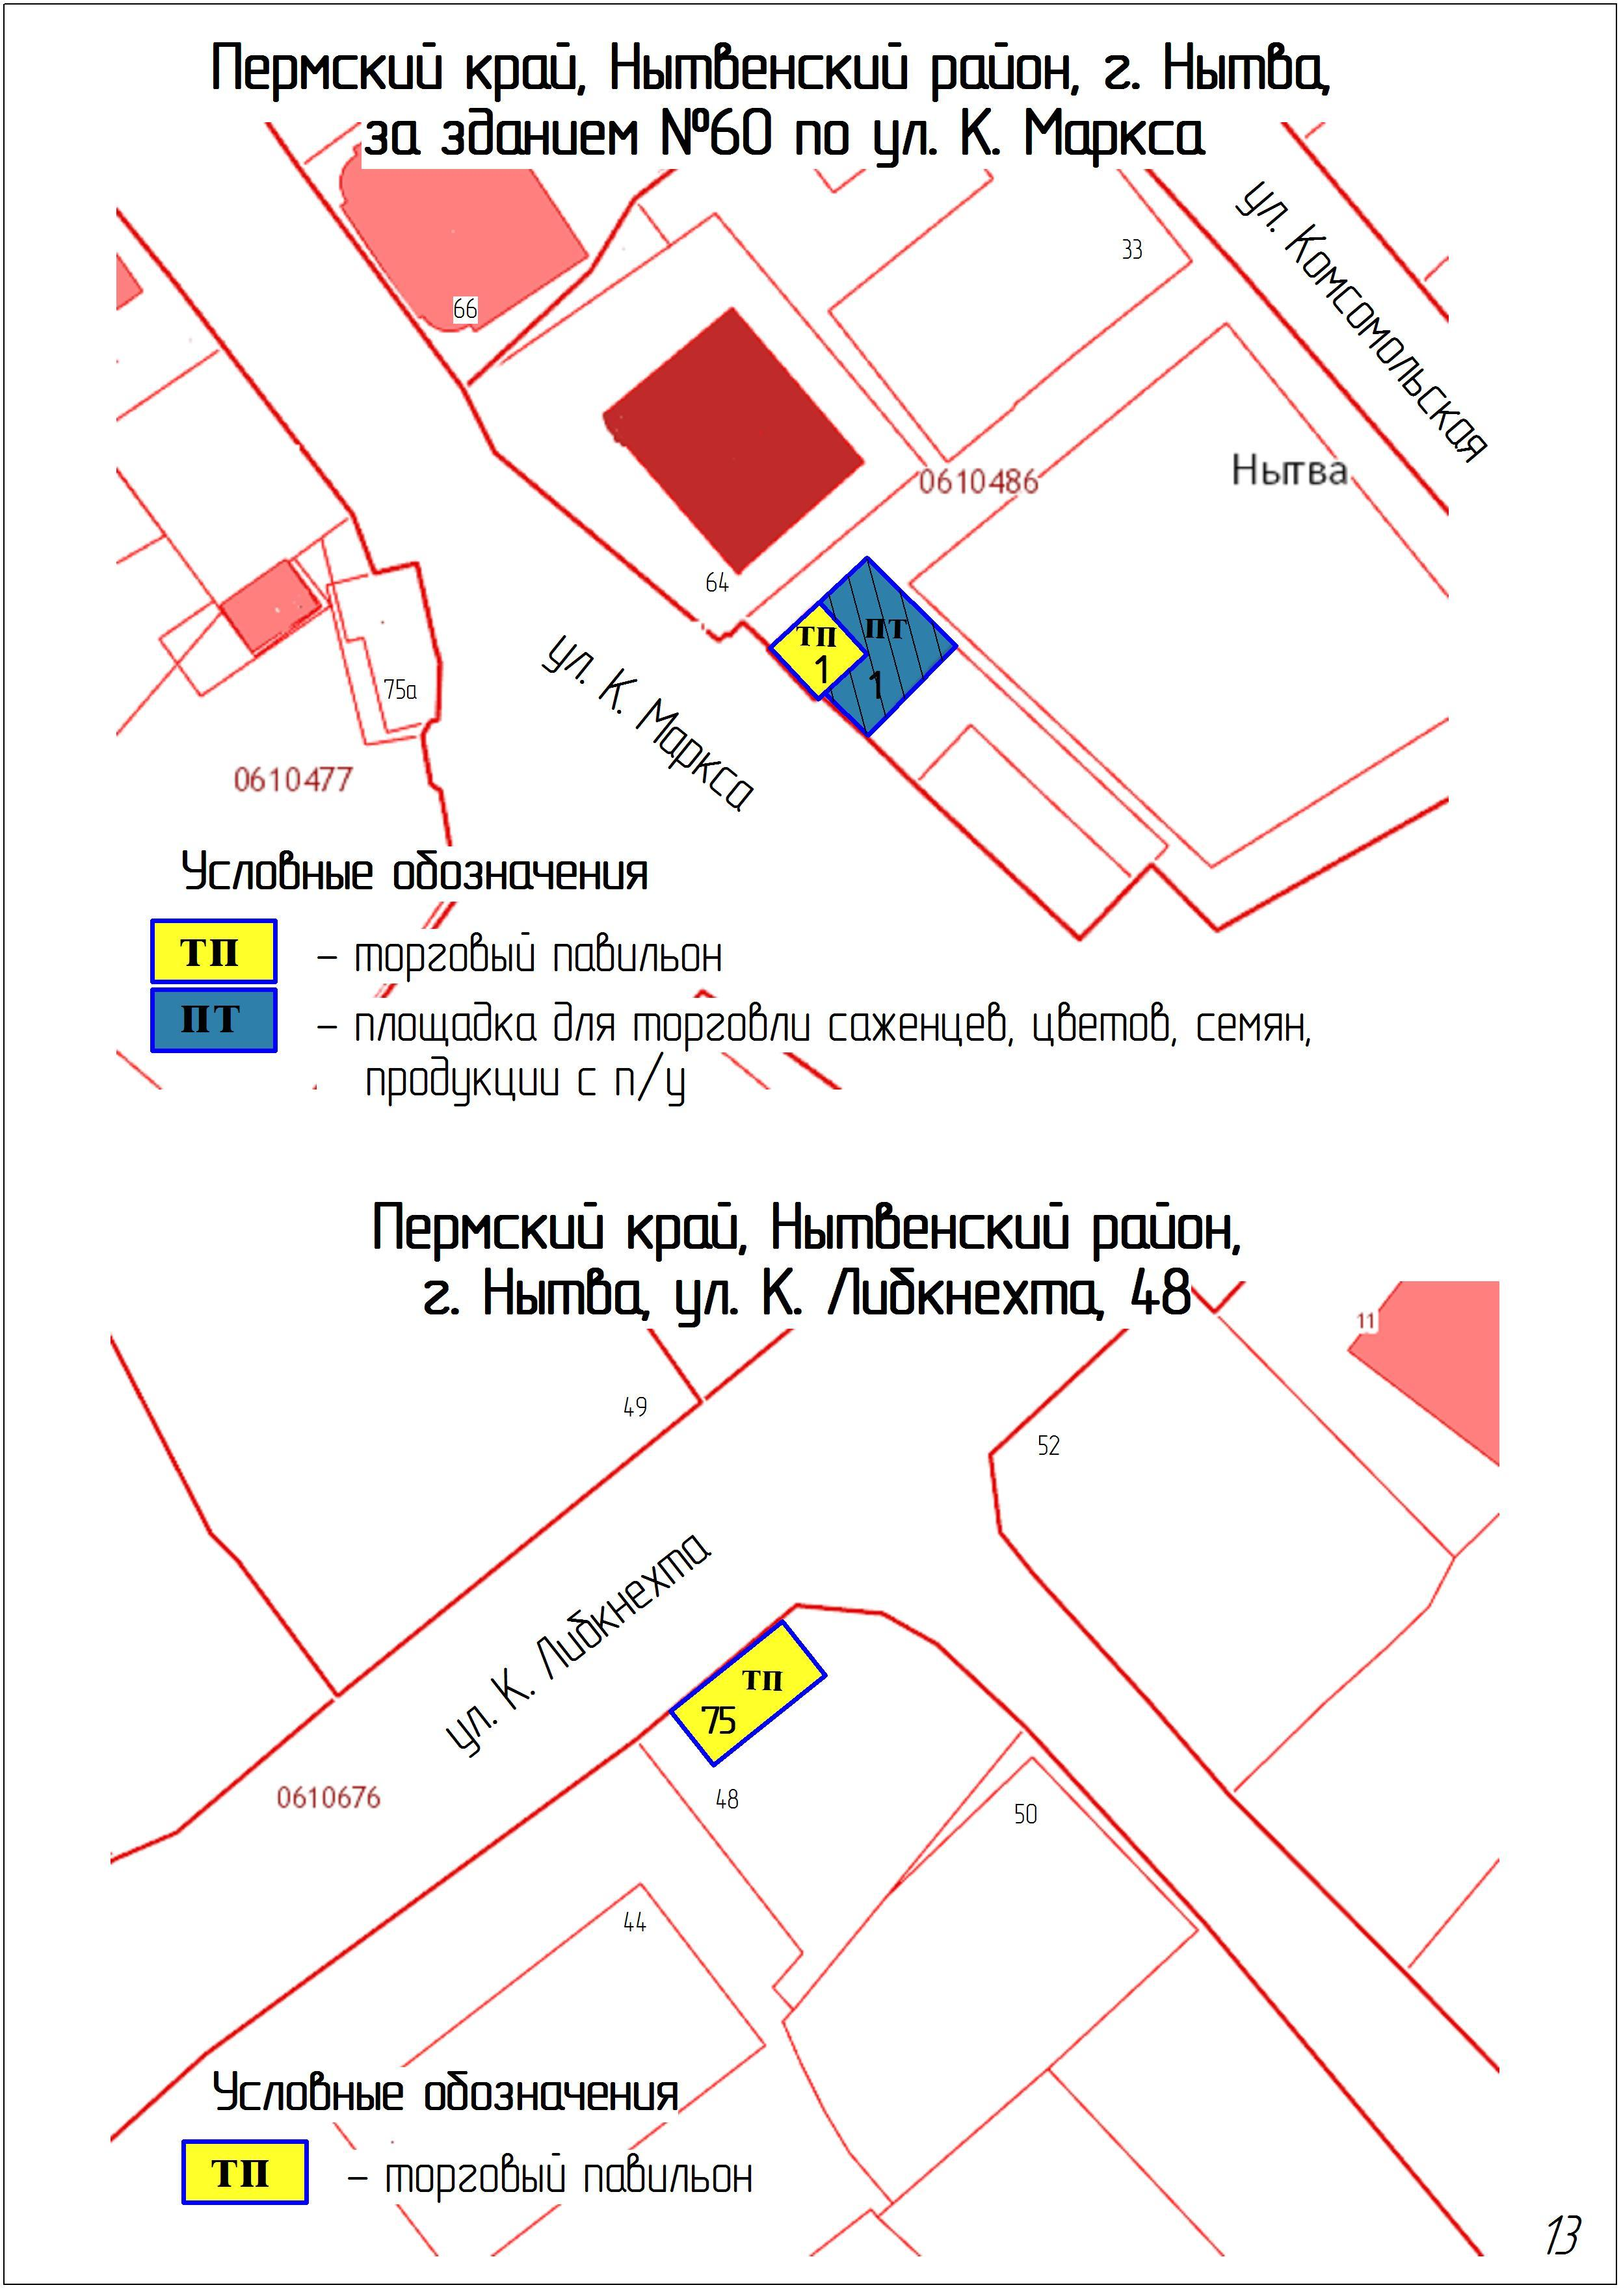 Пермский край, Нытвенский район, г. Нытва,
за зданием №60 по ул. К. Маркса
ул. Комсомольская
33
66
Нытва
0610486
64
ТП
1
ПТ
1
ул. К. Маркса
75а
0610477
Условные обозначения
ТП – торговый павильон
ПТ – площадка для торговли саженцев, цветов, семян,
продукции с п/у
Пермский край, Нытвенский район,
г. Нытва, ул. К. Либкнехта, 48
11
49
52
ул. К. Либкнехта
ТП
75
0610676
48
50
44
Условные обозначения
ТП – торговый павильон
13